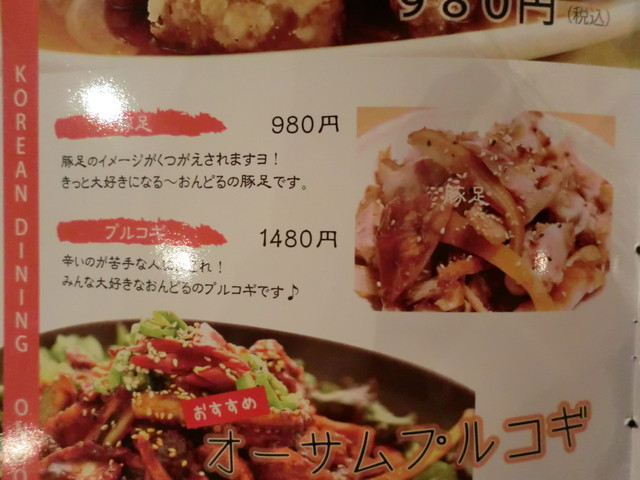 980円 (税込)
KOREAN DINING
豚足
980円
豚足のイメージがくつがえされますヨ!
きっと大好きになる～おんどるの豚足です。
豚足
プルコギ
1480円
辛いのが苦手な人 これ!
みんな大好きなおんどるのプルコギです♪
おすすめ
オーサムプルコギ